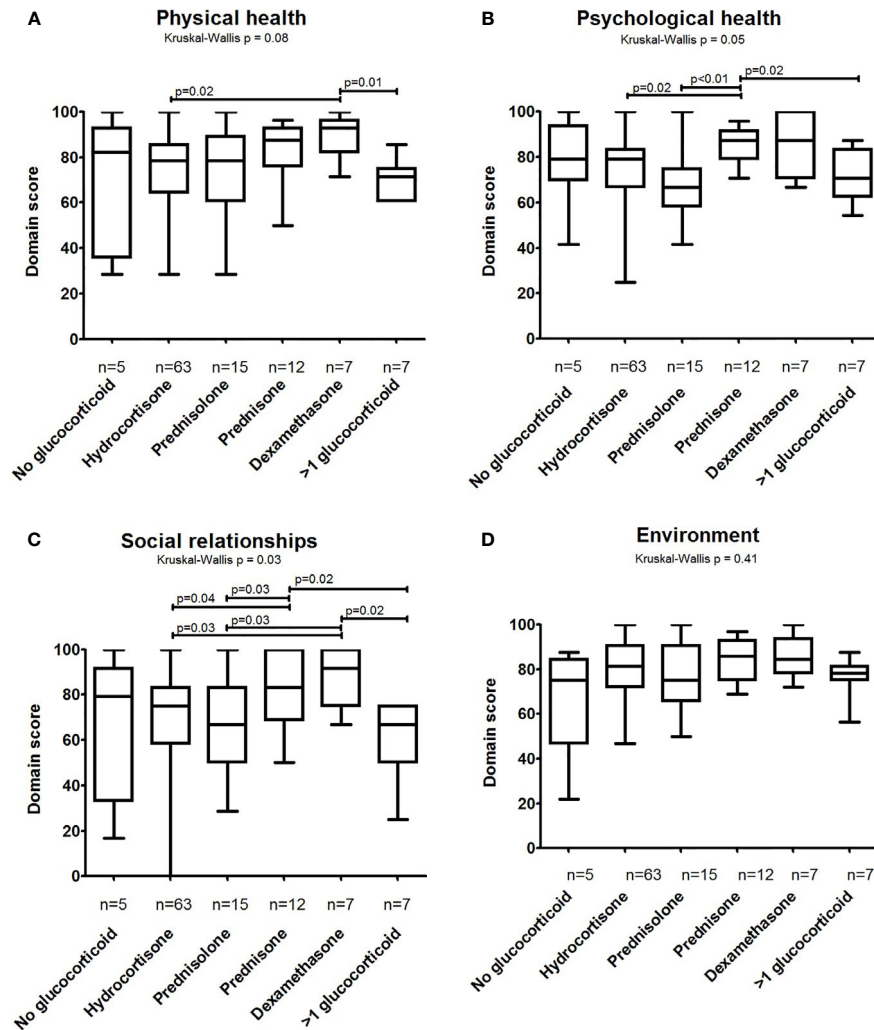 A
Physical health
Kruskal-Wallis p = 0.08
p=0.01
p=0.02
Domain score
100
80
60
40
20
0
n=5
n=63
n=15
n=12
n=7
n=7
No glucocorticoid
Hydrocortisone
Prednisolone
Prednisone
Dexamethasone
>1 glucocorticoid
B
Psychological health
Kruskal-Wallis p = 0.05
p<0.01
p=0.02
p=0.02
Domain score
100
80
60
40
20
0
n=5
n=63
n=15
n=12
n=7
n=7
No glucocorticoid
Hydrocortisone
Prednisolone
Prednisone
Dexamethasone
>1 glucocorticoid
C
Social relationships
Kruskal-Wallis p = 0.03
p=0.02
p=0.03
p=0.04
p=0.03
p=0.02
p=0.03
Domain score
100
80
60
40
20
0
n=5
n=63
n=15
n=12
n=7
n=7
No glucocorticoid
Hydrocortisone
Prednisolone
Prednisone
Dexamethasone
>1 glucocorticoid
D
Environment
Kruskal-Wallis p = 0.41
Domain score
100
80
60
40
20
0
n=5
n=63
n=15
n=12
n=7
n=7
No glucocorticoid
Hydrocortisone
Prednisolone
Prednisone
Dexamethasone
>1 glucocorticoid